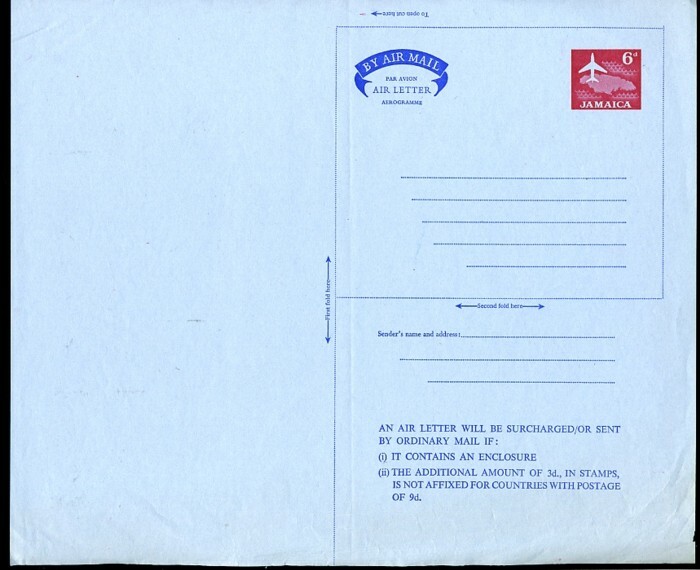 To open cut here
BY AIR MAIL
PAR AVION
AIR LETTER
AEROGRAMME
6d
JAMAICA
First fold here
Second fold here
Sender's name and address:
AN AIR LETTER WILL BE SURCHARGED/OR SENT
BY ORDINARY MAIL IF:
(i) IT CONTAINS AN ENCLOSURE
(ii) THE ADDITIONAL AMOUNT OF 3d., IN STAMPS,
IS NOT AFFIXED FOR COUNTRIES WITH POSTAGE
OF 9d.